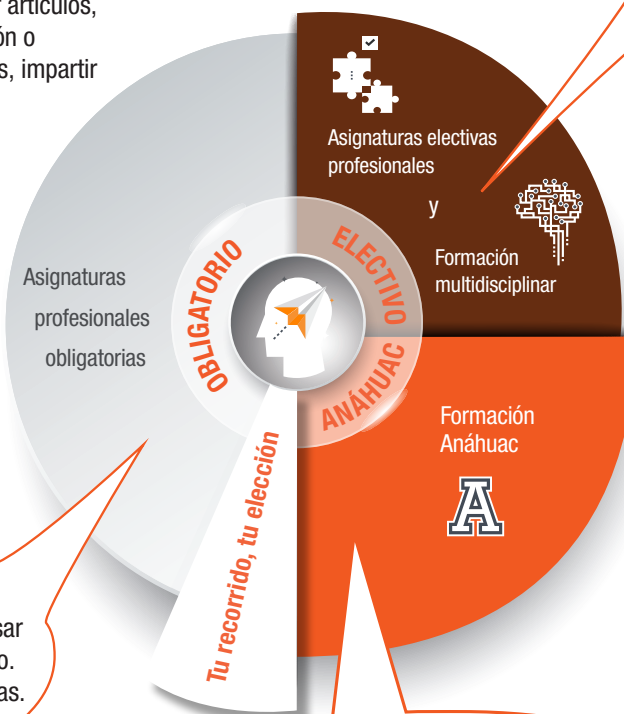 artículos,
ón o
s, impartir
Asignaturas electivas
profesionales
y
Formación
multidisciplinar
ELECTIVO
OBLIGATORIO
Asignaturas
profesionales
obligatorias
ANÁHUAC
Formación
Anáhuac
A
Tu recorrido, tu elección
sar
o.
as.